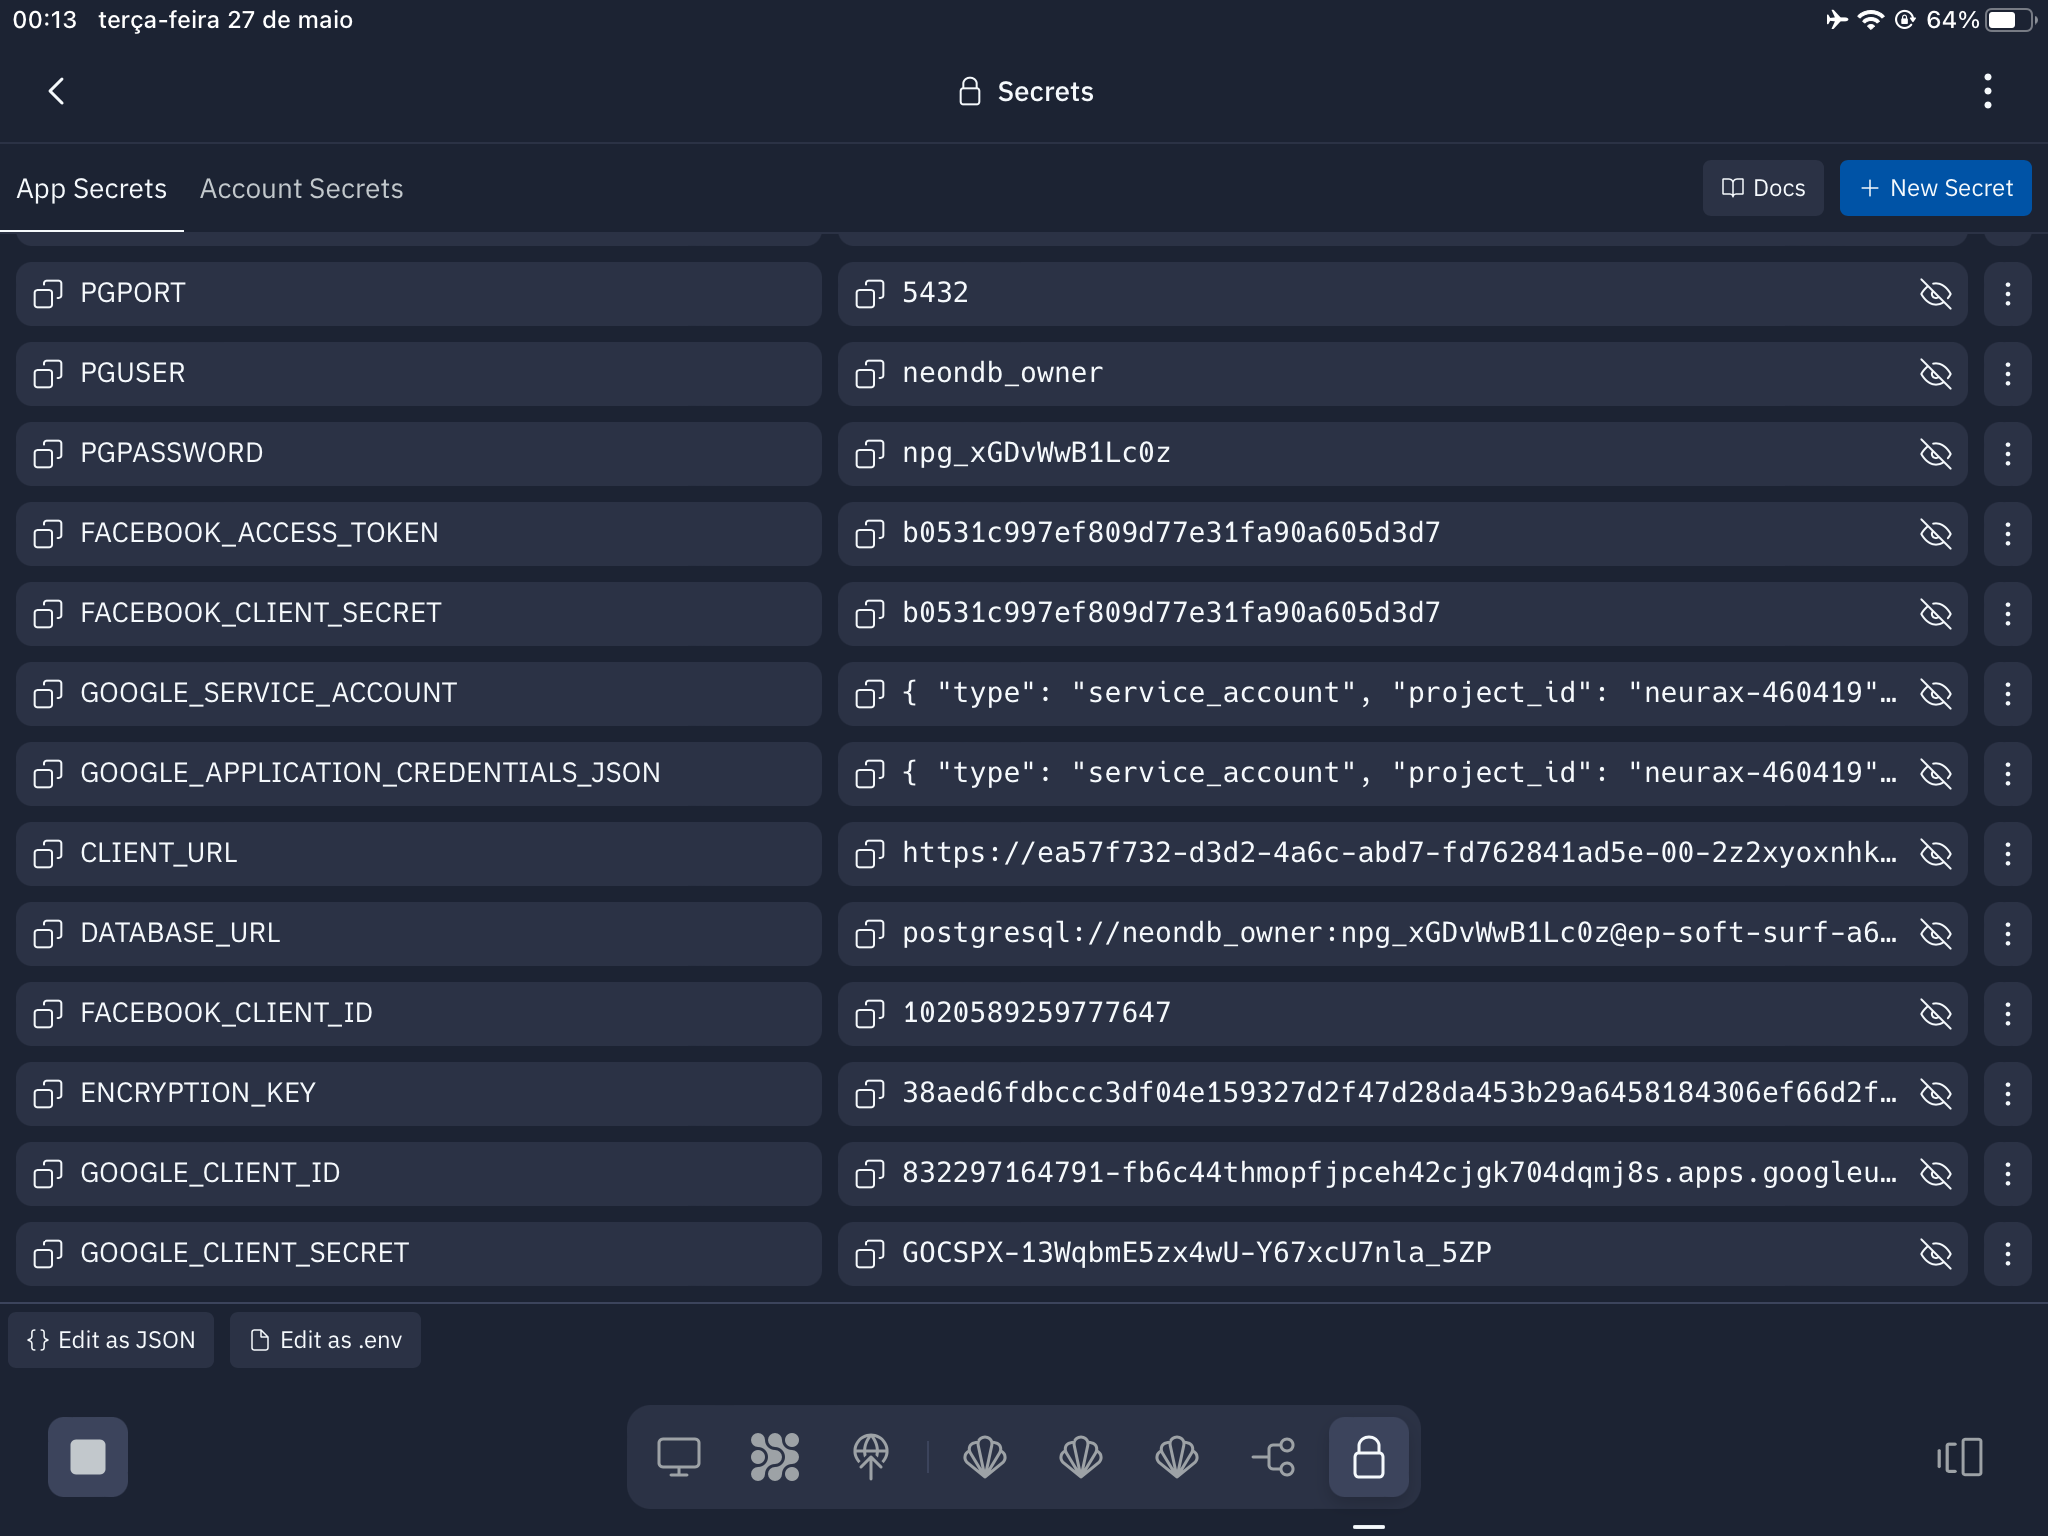 00:13 terça-feira 27 de maio 64%
Secrets
App Secrets Account Secrets Docs + New Secret
PGPORT 5432
PGUSER neondb_owner
PGPASSWORD npg_xGDvWwB1Lc0z
FACEBOOK_ACCESS_TOKEN b0531c997ef809d77e31fa90a605d3d7
FACEBOOK_CLIENT_SECRET b0531c997ef809d77e31fa90a605d3d7
GOOGLE_SERVICE_ACCOUNT { "type": "service_account", "project_id": "neurax-460419"…
GOOGLE_APPLICATION_CREDENTIALS_JSON { "type": "service_account", "project_id": "neurax-460419"…
CLIENT_URL https://ea57f732-d3d2-4a6c-abd7-fd762841ad5e-00-2z2xyoxnhk…
DATABASE_URL postgresql://neondb_owner:npg_xGDvWwB1Lc0z@ep-soft-surf-a6…
FACEBOOK_CLIENT_ID 1020589259777647
ENCRYPTION_KEY 38aed6fdbccc3df04e159327d2f47d28da453b29a6458184306ef66d2f…
GOOGLE_CLIENT_ID 832297164791-fb6c44thmopfjpceh42cjgk704dqmj8s.apps.googleu…
GOOGLE_CLIENT_SECRET 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
{} Edit as JSON Edit as .env